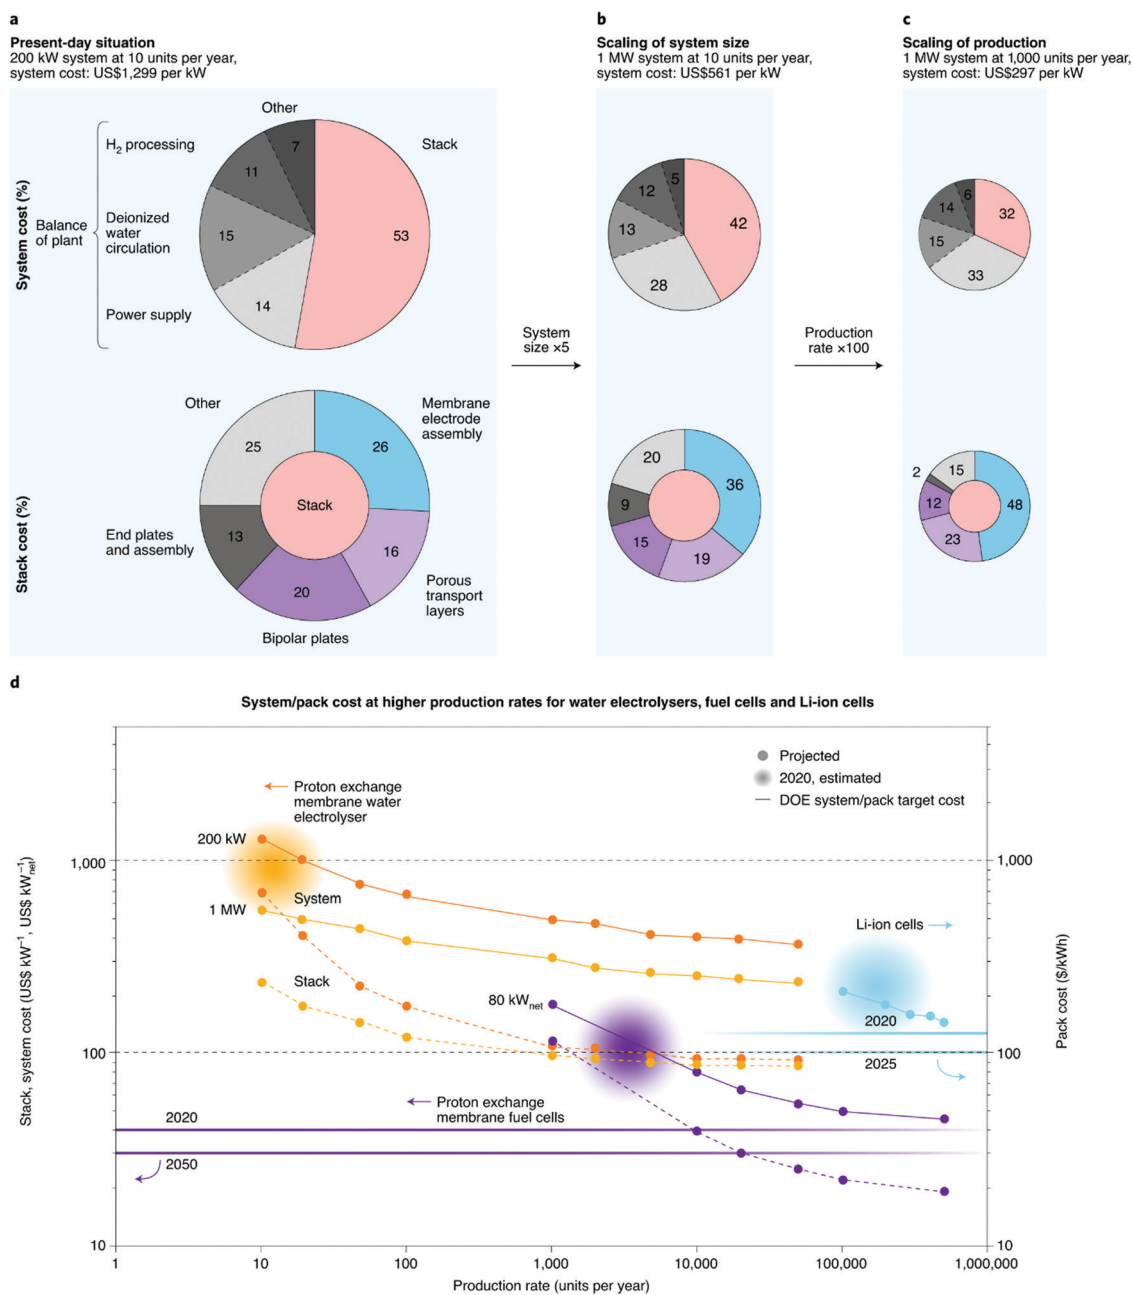 a
Present-day situation
200 kW system at 10 units per year,
system cost: US$1,299 per kW
b
Scaling of system size
1 MW system at 10 units per year,
system cost: US$561 per kW
c
Scaling of production
1 MW system at 1,000 units per year,
system cost: US$297 per kW
System cost (%)
Balance
of plant
Other
H₂ processing
Deionized
water
circulation
Power supply
Stack
7
11
15
14
53
5
12
13
28
42
6
14
15
33
32
System
size ×5
Production
rate ×100
Stack cost (%)
Other
Membrane
electrode
assembly
End plates
and assembly
Porous
transport
layers
Bipolar plates
Stack
25
26
13
16
20
20
36
9
15
19
2
15
12
48
23
d
System/pack cost at higher production rates for water electrolysers, fuel cells and Li-ion cells
Projected
2020, estimated
DOE system/pack target cost
Proton exchange
membrane water
electrolyser
200 kW
System
1 MW
Stack
Li-ion cells
80 kWnet
2020
2025
Proton exchange
membrane fuel cells
2020
2050
Stack, system cost (US$ kW⁻¹, US$ kW⁻¹net)
1,000
100
10
Pack cost ($/kWh)
1,000
100
10
1
10
100
1,000
10,000
100,000
1,000,000
Production rate (units per year)